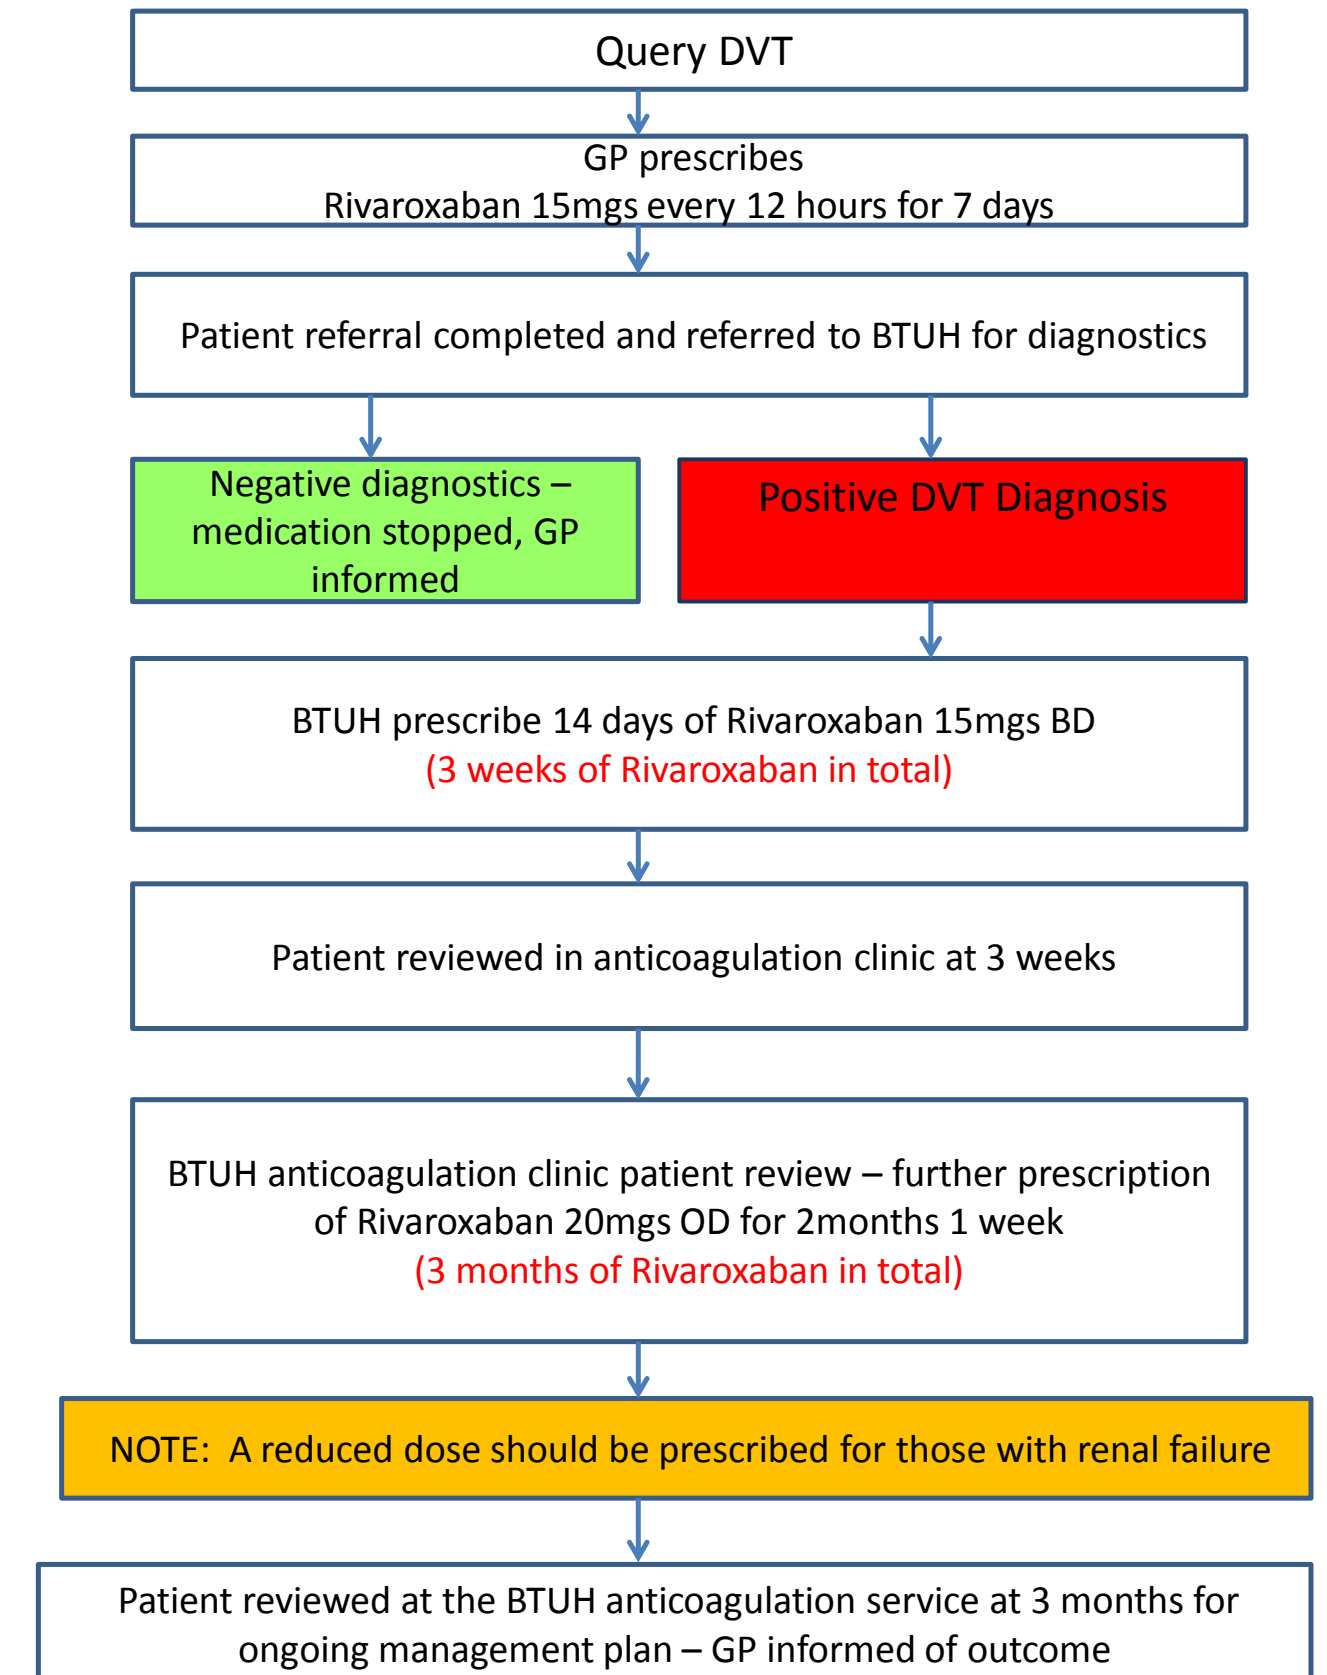 Query DVT
GP prescribes
Rivaroxaban 15mgs every 12 hours for 7 days
Patient referral completed and referred to BTUH for diagnostics
Negative diagnostics –
medication stopped, GP
informed
Positive DVT Diagnosis
BTUH prescribe 14 days of Rivaroxaban 15mgs BD
(3 weeks of Rivaroxaban in total)
Patient reviewed in anticoagulation clinic at 3 weeks
BTUH anticoagulation clinic patient review – further prescription
of Rivaroxaban 20mgs OD for 2months 1 week
(3 months of Rivaroxaban in total)
NOTE:  A reduced dose should be prescribed for those with renal failure
Patient reviewed at the BTUH anticoagulation service at 3 months for
ongoing management plan – GP informed of outcome